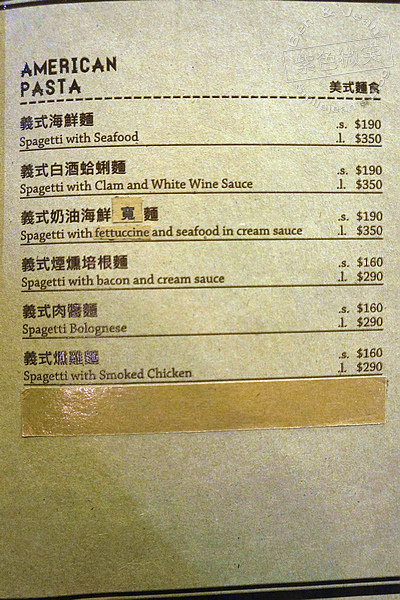 AMERICAN
PASTA
美式麵食
義式海鮮麵 .s. $190
Spagetti with Seafood .l. $350
義式白酒蛤蜊麵 .s. $190
Spagetti with Clam and White Wine Sauce .l. $350
義式奶油海鮮 寬 麵 .s. $190
Spagetti with fettuccine and seafood in cream sauce .l. $350
義式煙燻培根麵 .s. $160
Spagetti with bacon and cream sauce .l. $290
義式肉醬麵 .s. $160
Spagetti Bolognese .l. $290
義式燻雞麵 .s. $160
Spagetti with Smoked Chicken .l. $290